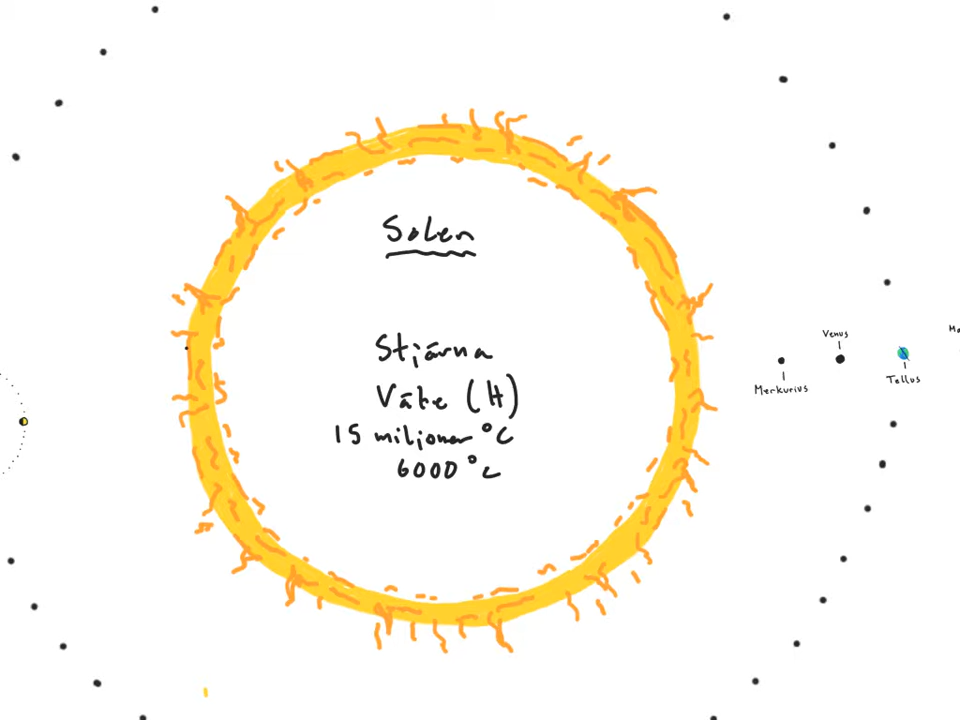 Solen
Stjärna
Väte (H)
15 miljoner °C
6000 °C
Venus
Merkurius
Tellus